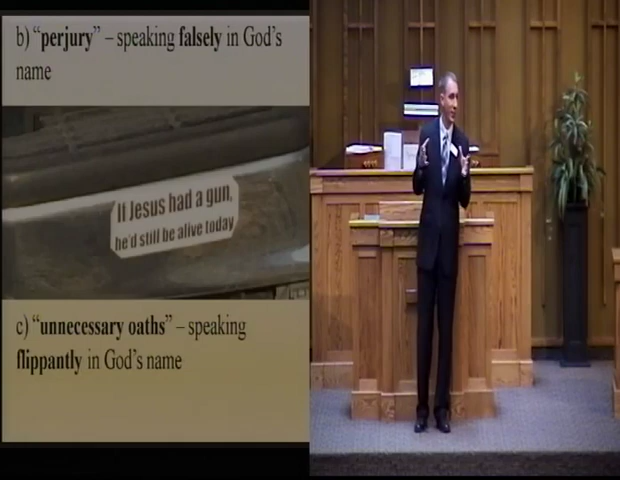 b) “perjury” – speaking falsely in God’s
name
If Jesus had a gun,
he'd still be alive today
c) “unnecessary oaths” – speaking
flippantly in God’s name